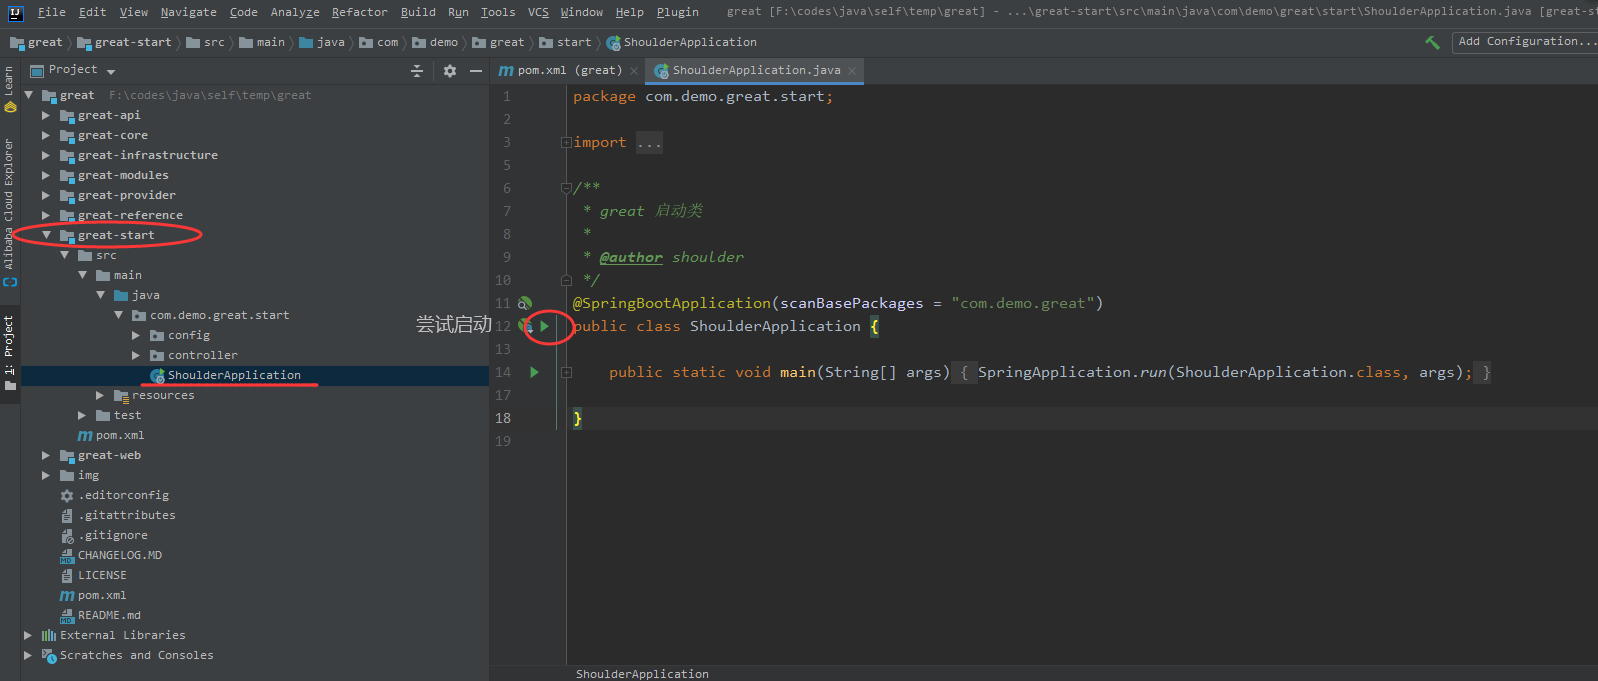 File Edit View Navigate Code Analyze Refactor Build Run Tools VCS Window Help Plugin great [F:\codes\java\self\temp\great] - ...\great-start\src\main\java\com\demo\great\start\ShoulderApplication.java [great-st
great great-start src main java com demo great start ShoulderApplication Add Configuration...
Project
pom.xml (great) ShoulderApplication.java
Learn
Alibaba Cloud Explorer
1: Project
great F:\codes\java\self\temp\great
great-api
great-core
great-infrastructure
great-modules
great-provider
great-reference
great-start
src
main
java
com.demo.great.start
config
controller
ShoulderApplication
resources
test
pom.xml
great-web
img
.editorconfig
.gitattributes
.gitignore
CHANGELOG.MD
LICENSE
pom.xml
README.md
External Libraries
Scratches and Consoles
尝试启动
1 package com.demo.great.start;
2
3 import ...
5
6 /**
7 * great 启动类
8 *
9 * @author shoulder
10 */
11 @SpringBootApplication(scanBasePackages = "com.demo.great")
12 public class ShoulderApplication {
13
14 public static void main(String[] args) { SpringApplication.run(ShoulderApplication.class, args); }
17
18 }
19
ShoulderApplication